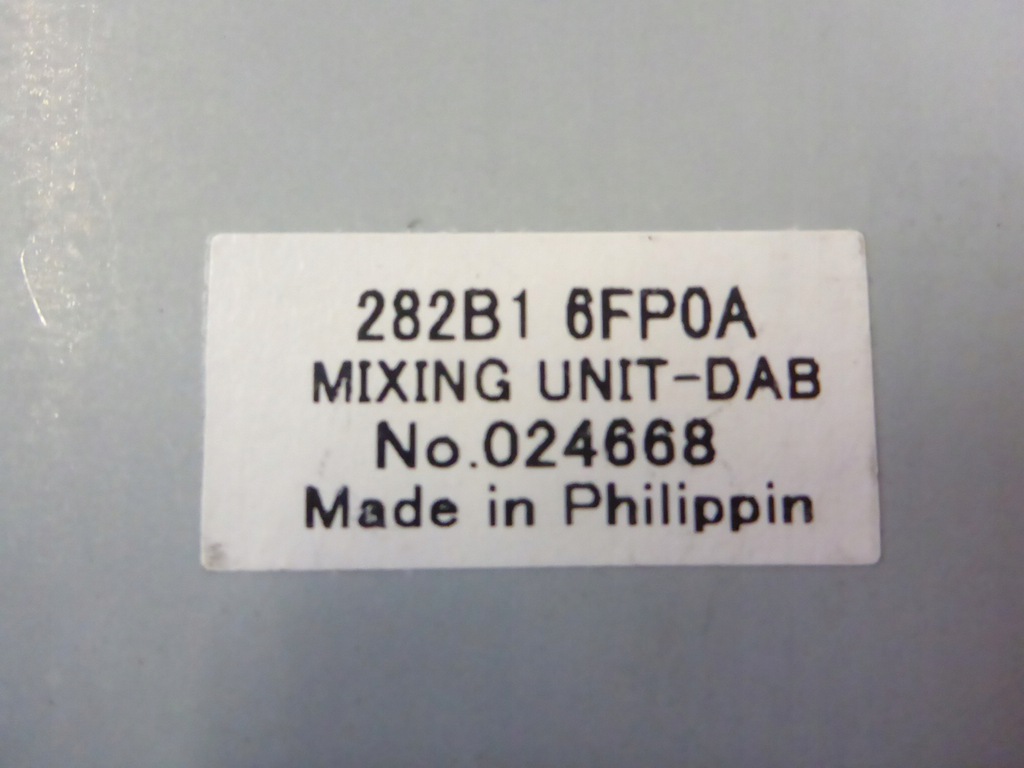 282B1 6FP0A
MIXING UNIT-DAB
No.024668
Made in Philippin